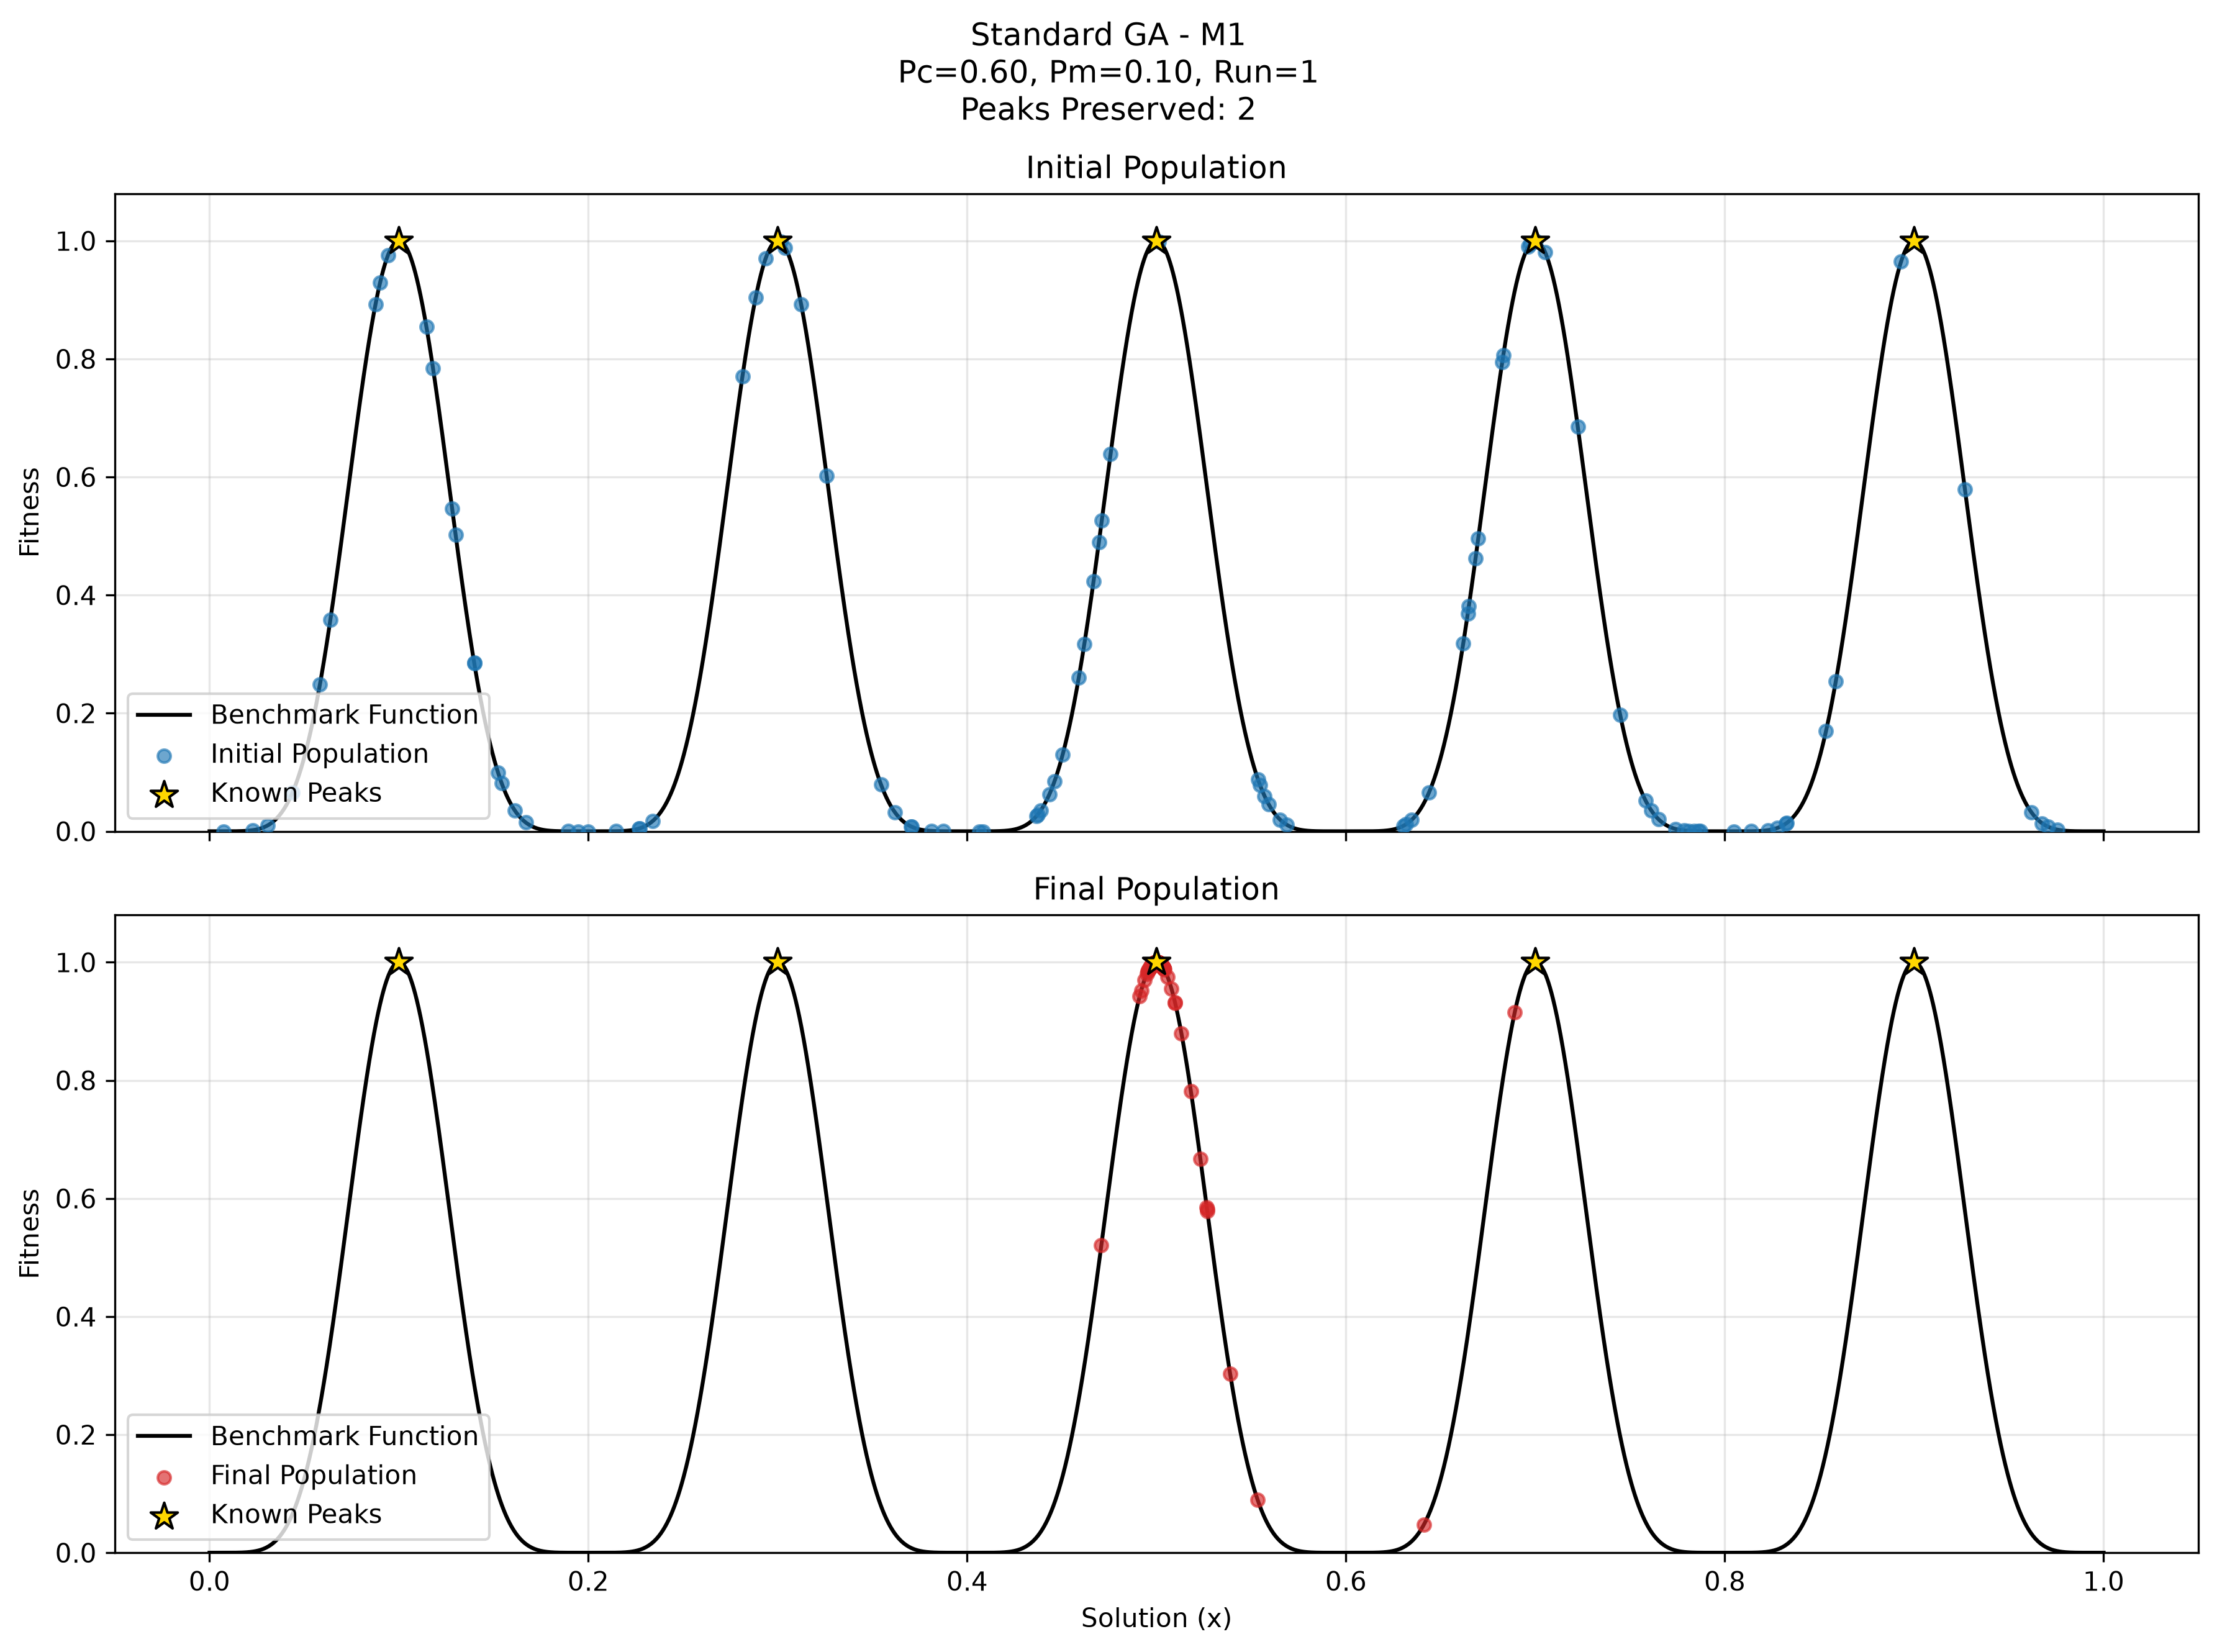 Standard GA - M1
Pc=0.60, Pm=0.10, Run=1
Peaks Preserved: 2
Initial Population
1.0
0.8
0.6
0.4
0.2
0.0
Fitness
Benchmark Function
Initial Population
Known Peaks
Final Population
1.0
0.8
0.6
0.4
0.2
0.0
Fitness
Benchmark Function
Final Population
Known Peaks
0.0 0.2 0.4 0.6 0.8 1.0
Solution (x)